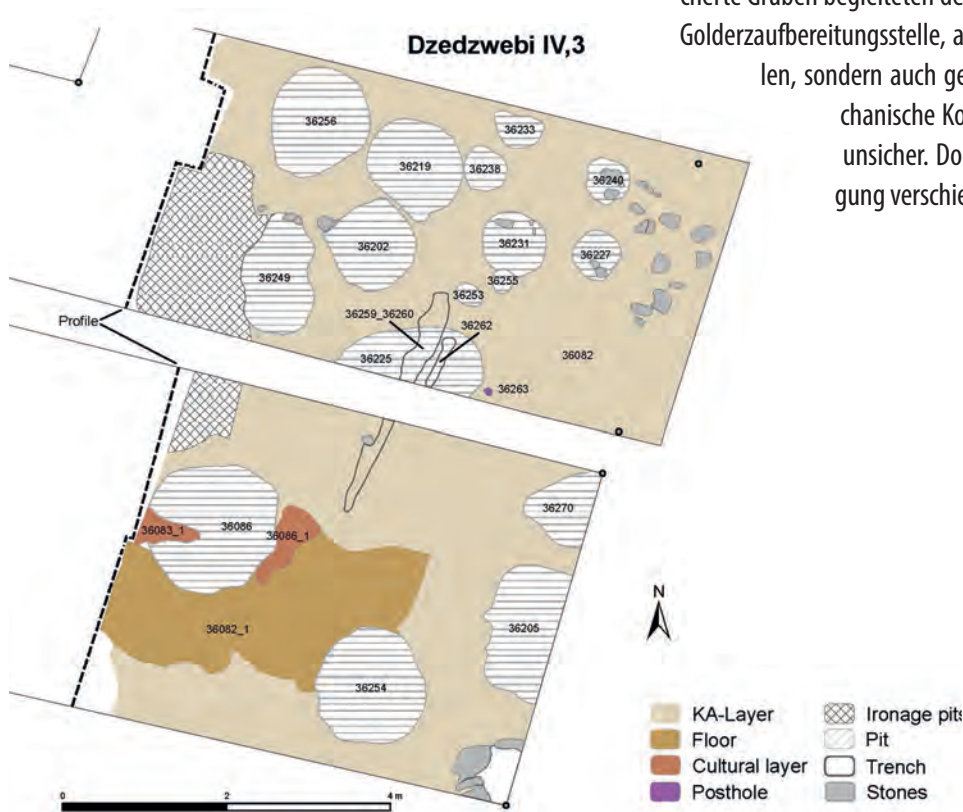 Dzedzwebi IV,3
cherte Gruben begleiteten de
Golderzaufbereitungsstelle, a
len, sondern auch ge
chanische Ko
unsicher. Do
gung verschie
36256
36233
36219
36238
36240
36202
36231
36227
36249
36255
36253
36259_36260
36262
Profile
36225
36082
36263
36270
36083_1
36086
36086_1
36082_1
36205
36254
N
KA-Layer
Floor
Cultural layer
Posthole
Ironage pits
Pit
Trench
Stones
0 2 4 m